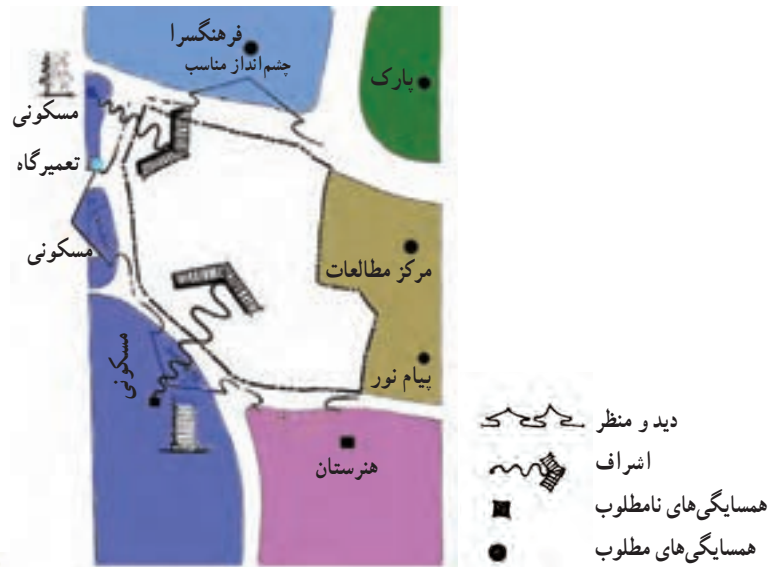 فرهنگسرا
چشم‌انداز مناسب
پارک
مسکونی
تعمیرگاه
مسکونی
مرکز مطالعات
مسکونی
پیام نور
هنرستان
دید و منظر
اشراف
همسایگی‌های نامطلوب
همسایگی‌های مطلوب